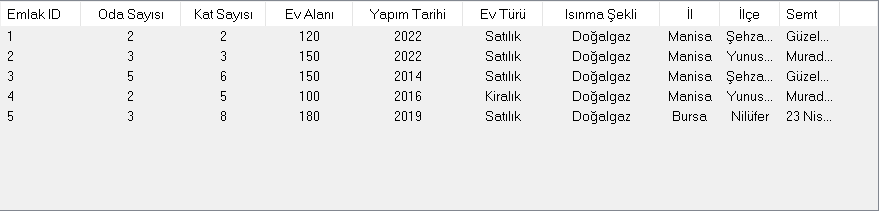 Emlak ID Oda Sayısı Kat Sayısı Ev Alanı Yapım Tarihi Ev Türü Isınma Şekli İl İlçe Semt
1 2 2 120 2022 Satılık Doğalgaz Manisa Şehza... Güzel...
2 3 3 150 2022 Satılık Doğalgaz Manisa Yunus... Murad...
3 5 6 150 2014 Satılık Doğalgaz Manisa Şehza... Güzel...
4 2 5 100 2016 Kiralık Doğalgaz Manisa Yunus... Murad...
5 3 8 180 2019 Satılık Doğalgaz Bursa Nilüfer 23 Nis...